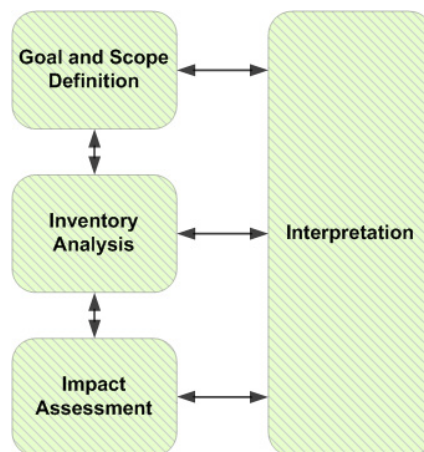 Goal and Scope
Definition
Inventory
Analysis
Interpretation
Impact
Assessment